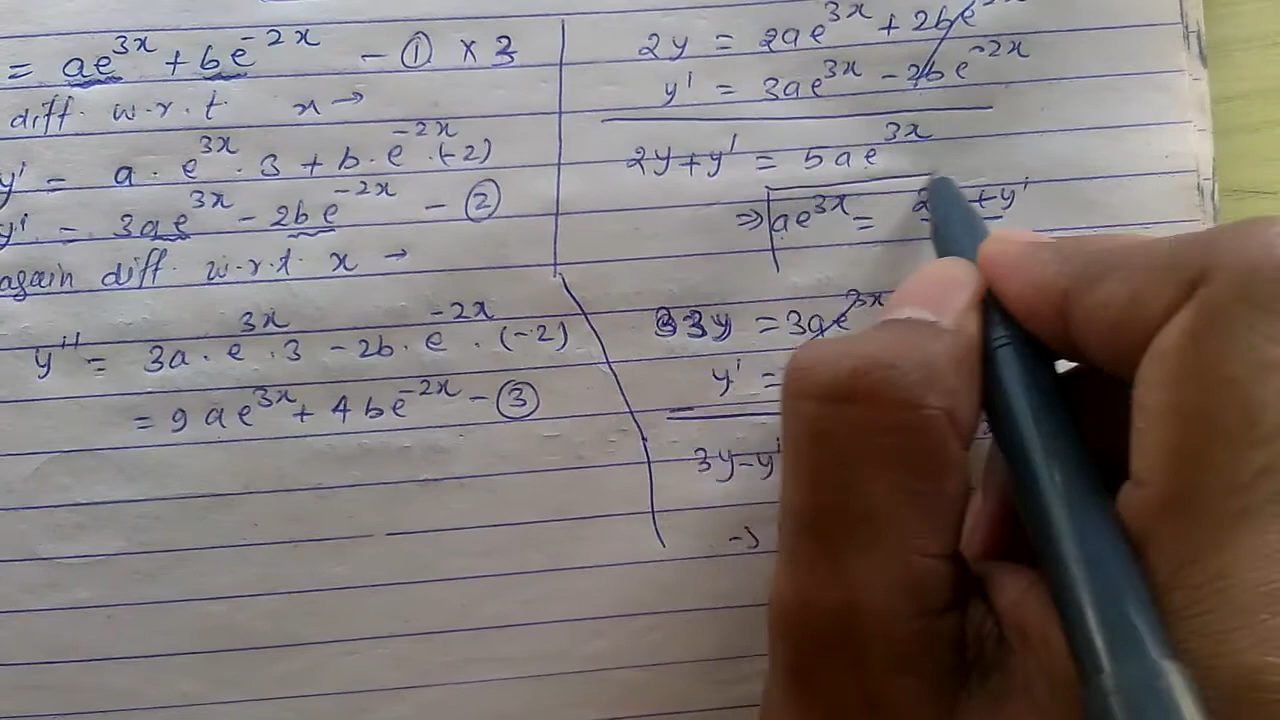 = ae^{3x} + be^{-2x} - ① × 3
diff. w.r.t. x →
y' = a · e^{3x} · 3 + b · e^{-2x} · (-2)
y' = 3ae^{3x} - 2be^{-2x} - ②
again diff. w.r.t. x →
y'' = 3a · e^{3x} · 3 - 2b · e^{-2x} · (-2)
= 9ae^{3x} + 4be^{-2x} - ③
2y = 2ae^{3x} + 2be
y' = 3ae^{3x} - 2be^{-2x}
2y + y' = 5ae^{3x}
⇒ ae^{3x} = + y'
3y = 3ae^{3x}
y' =
3y - y'